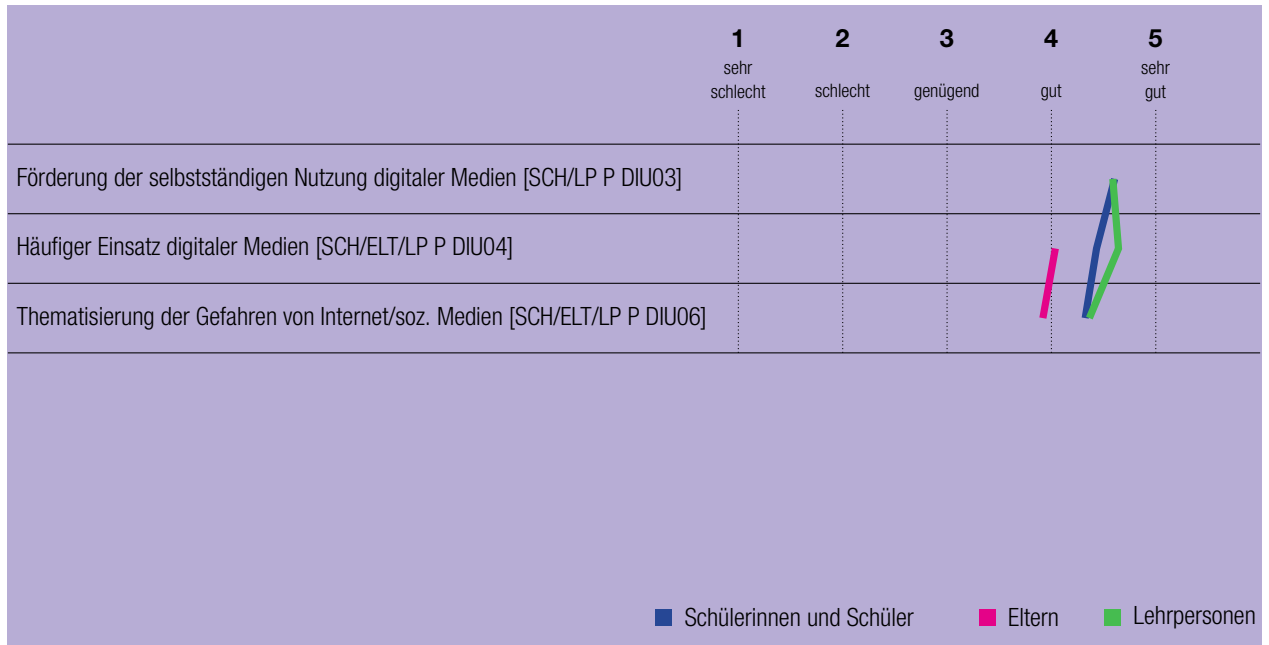 1 2 3 4 5
sehr schlecht schlecht genügend gut sehr gut
Förderung der selbstständigen Nutzung digitaler Medien [SCH/LP P DIU03]
Häufiger Einsatz digitaler Medien [SCH/ELT/LP P DIU04]
Thematisierung der Gefahren von Internet/soz. Medien [SCH/ELT/LP P DIU06]
Schülerinnen und Schüler Eltern Lehrpersonen